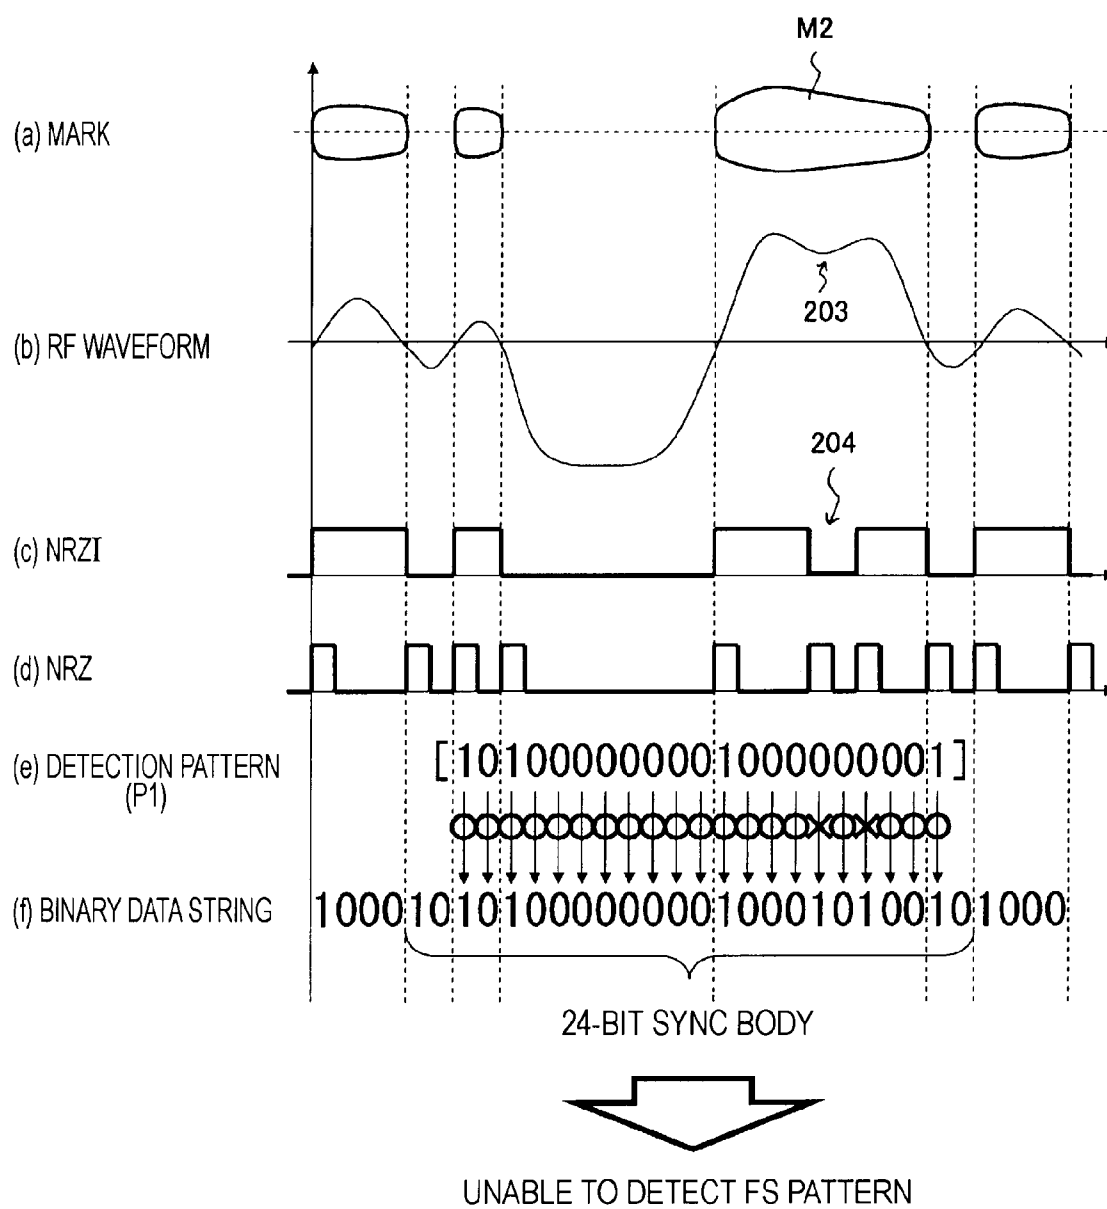 M2
(a) MARK
203
(b) RF WAVEFORM
204
(c) NRZI
(d) NRZ
(e) DETECTION PATTERN [101000000001000000001]
(P1)
(f) BINARY DATA STRING 10001010100000000100010100101000
24-BIT SYNC BODY
UNABLE TO DETECT FS PATTERN